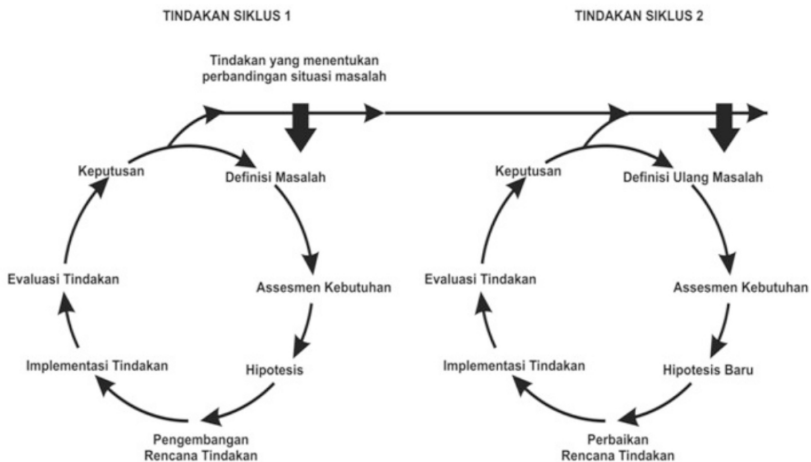 TINDAKAN SIKLUS 1
TINDAKAN SIKLUS 2
Tindakan yang menentukan
perbandingan situasi masalah
Keputusan
Definisi Masalah
Evaluasi Tindakan
Assesmen Kebutuhan
Implementasi Tindakan
Hipotesis
Pengembangan
Rencana Tindakan
Keputusan
Definisi Ulang Masalah
Evaluasi Tindakan
Assesmen Kebutuhan
Implementasi Tindakan
Hipotesis Baru
Perbaikan
Rencana Tindakan